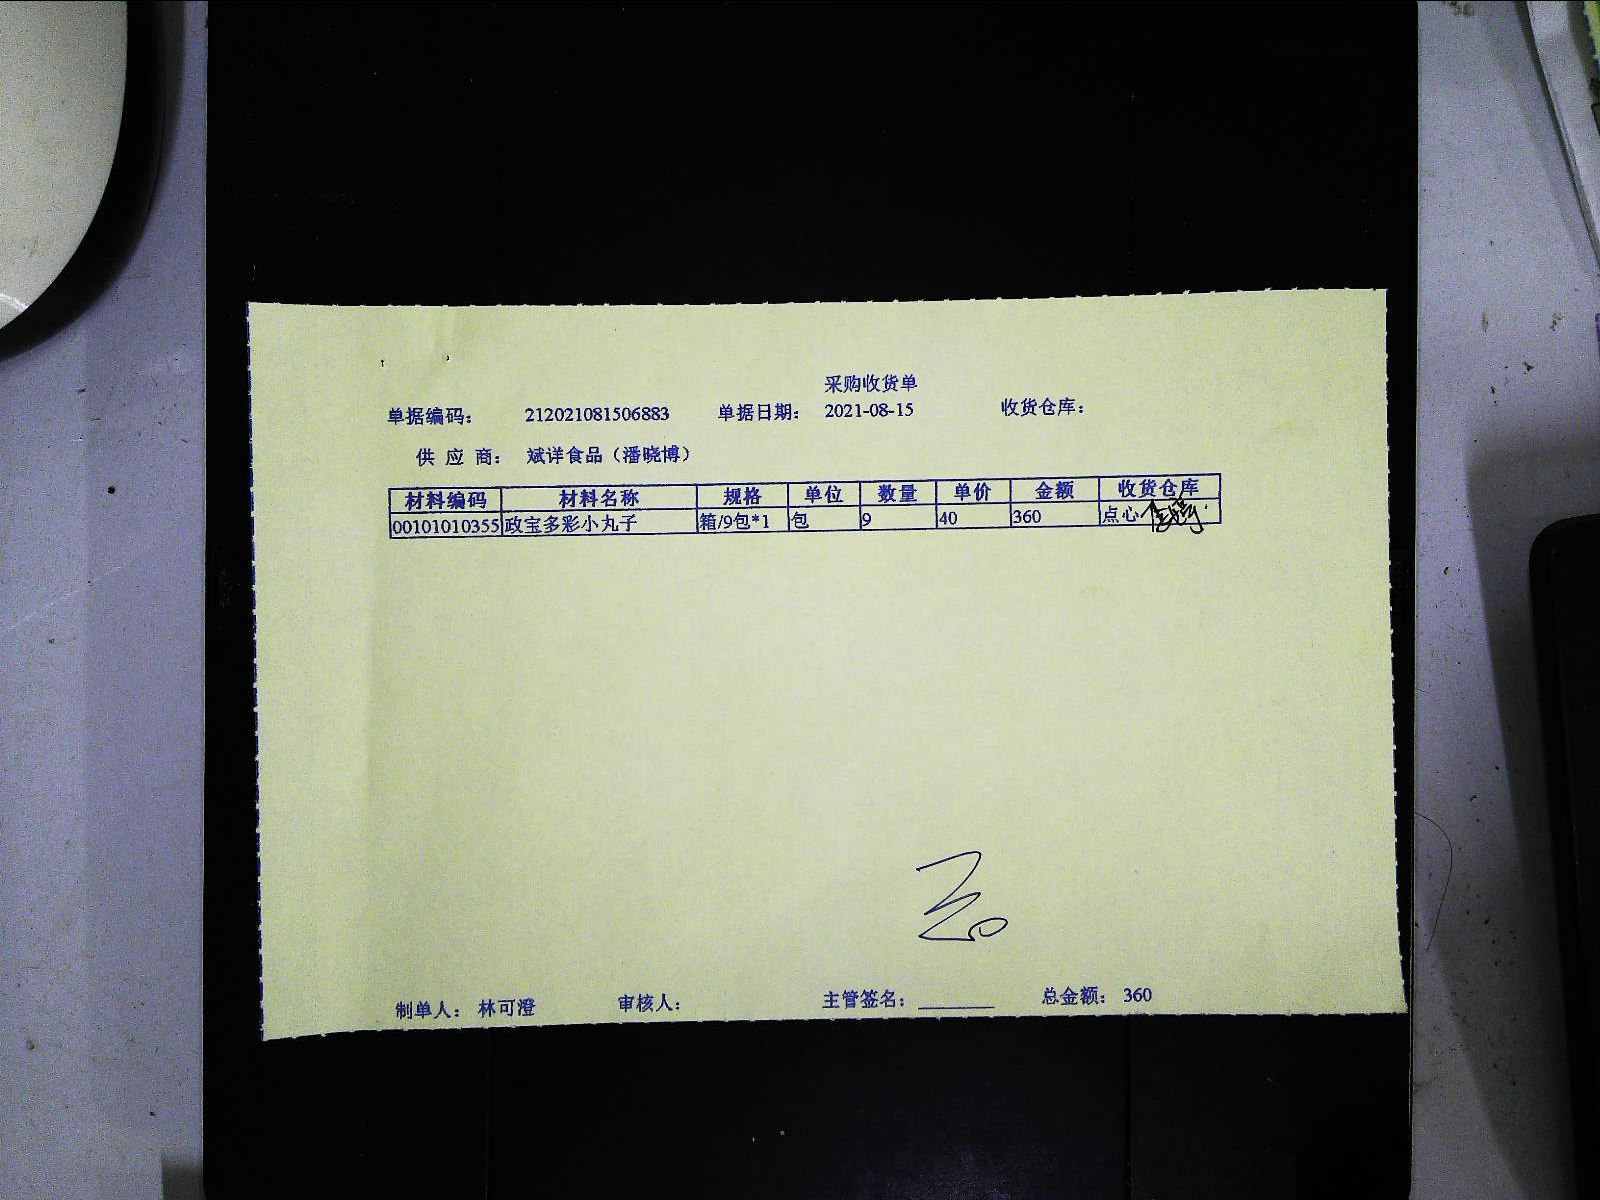 采购收货单
单据编码： 212021081506883 单据日期： 2021-08-15 收货仓库：
供 应 商： 斌详食品（潘晓博）
材料编码 材料名称 规格 单位 数量 单价 金额 收货仓库
00101010355 政宝多彩小丸子 箱/9包*1 包 9 40 360 点心
制单人： 林可澄 审核人： 主管签名： 总金额： 360